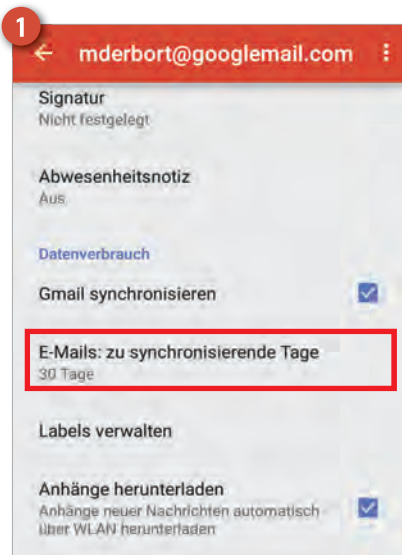 1
mderbort@googlemail.com
Signatur
Nicht festgelegt
Abwesenheitsnotiz
Aus
Datenverbrauch
Gmail synchronisieren
E-Mails: zu synchronisierende Tage
30 Tage
Labels verwalten
Anhänge herunterladen
Anhänge neuer Nachrichten automatisch
über WLAN herunterladen